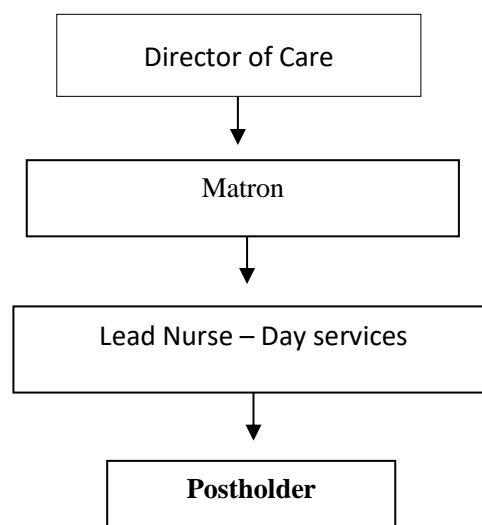 Director of Care
Matron
Lead Nurse – Day services
Postholder